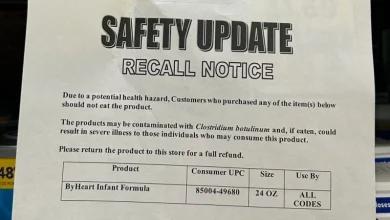 SAFETY UPDATE
RECALL NOTICE
Due to a potential health hazard, Customers who purchased any of the item(s) below
should not eat the product.
The products may be contaminated with Clostridium botulinum and, if eaten, could
result in severe illness to those individuals who may consume this product.
Please return the product to this store for a full refund.
Product Consumer UPC Size Use By
ByHeart Infant Formula 85004-49680 24 OZ ALL
CODES